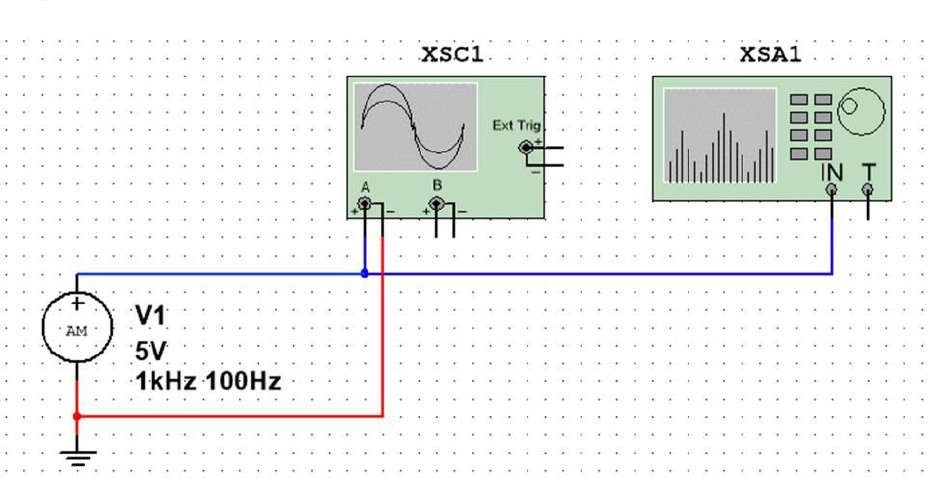 XSC1
XSA1
Ext Trig
+
−
IN T
A
B
+ −
+ −
+
AM
V1
5V
1kHz 100Hz